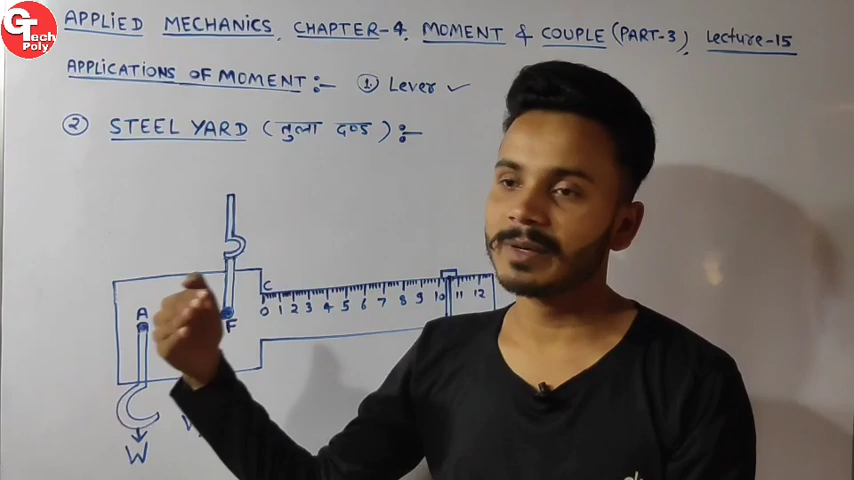 GTech
Poly
APPLIED MECHANICS, CHAPTER-4, MOMENT & COUPLE (PART-3), Lecture-15
APPLICATIONS OF MOMENT :- ① Lever ✓
② STEEL YARD (तुला दण्ड) :-
C
0 1 2 3 4 5 6 7 8 9 10 11 12
A
F
W